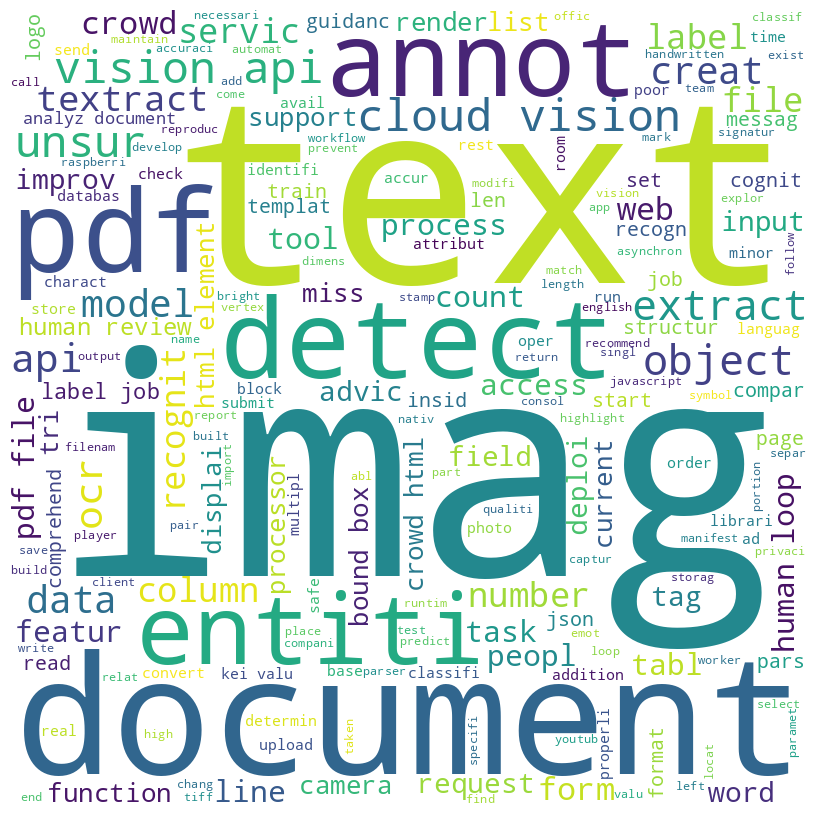 necessari
offic
classif
logo
crowd
servic
guidanc
render
list
label
time
send
maintain
accuraci
automat
annot
handwritten
exist
call
vision api
add
come
creat
textract
avail
poor
team
file
analyz document
support
cloud vision
messag
reproduc
workflow
mark
signatur
unsur
develop
prevent
rest
room
text
raspberri
identifi
vision
improv
check
train
accur
modifi
set
cognit
databas
templat
len
app
explor
pdf
process
web
attribut
recogn
input
tool
asynchron
follow
charact
dimens
match
minor
html element
miss
count
length
run
job
store
model
bright
stamp
english
extract
human review
vertex
oper
recommend
structur
languag
name
detect
return
singl
api
output
block
consol
javascript
object
label job
submit
advic
insid
access
start
symbol
compar
recognit
report
built
nativ
highlight
pdf file
tri
filenam
import
multipl
crowd html
part
field
deploi
current
page
order
separ
ocr
comprehend
displai
processor
abl
imag
portion
human loop
player
pair
bound box
qualiti
photo
librari
manifest
ad
save
build
client
captur
privaci
storag
data
column
safe
runtim
number
tag
entiti
place
test
json
task
emot
featur
compani
predict
peopl
loop
write
read
base
parser
classifi
tabl
worker
pars
relat
convert
kei valu
addition
document
select
real
high
determin
taken
specifi
properli
locat
paramet
upload
youtub
chang
camera
request
format
left
end
function
tiff
line
find
form
valu
word